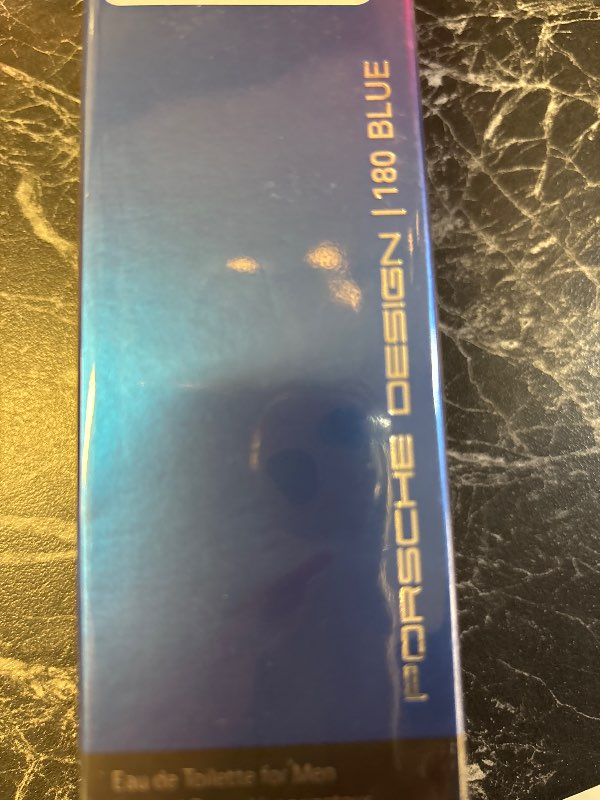 PORSCHE DESIGN | 180 BLUE
Eau de Toilette for Men